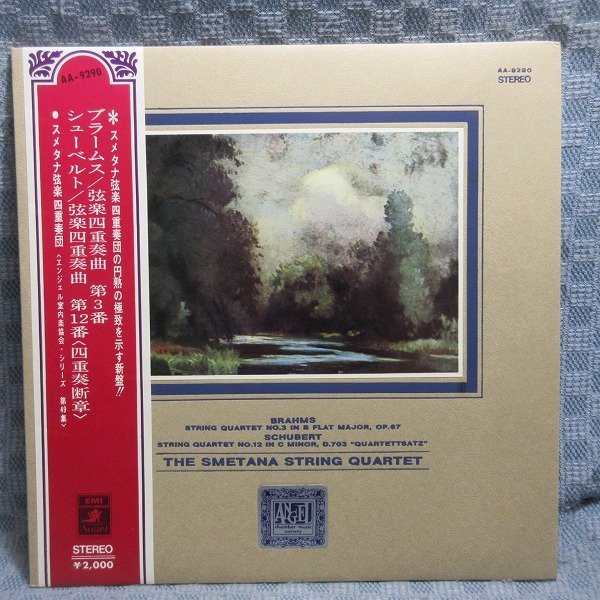 AA-9290
＊スメタナ弦楽四重奏団の円熟の極致を示す新盤!!
ブラームス/弦楽四重奏曲 第3番
シューベルト/弦楽四重奏曲 第12番〈四重奏断章〉
●スメタナ弦楽四重奏団〈エンジェル室内楽協会・シリーズ 第49集〉
EMI
Angel
STEREO
¥2,000
AA-9290
STEREO
BRAHMS
STRING QUARTET NO.3 IN B FLAT MAJOR, OP.67
SCHUBERT
STRING QUARTET NO.12 IN C MINOR, D.703 "QUARTETTSATZ"
THE SMETANA STRING QUARTET
ANGEL
chamber music
society